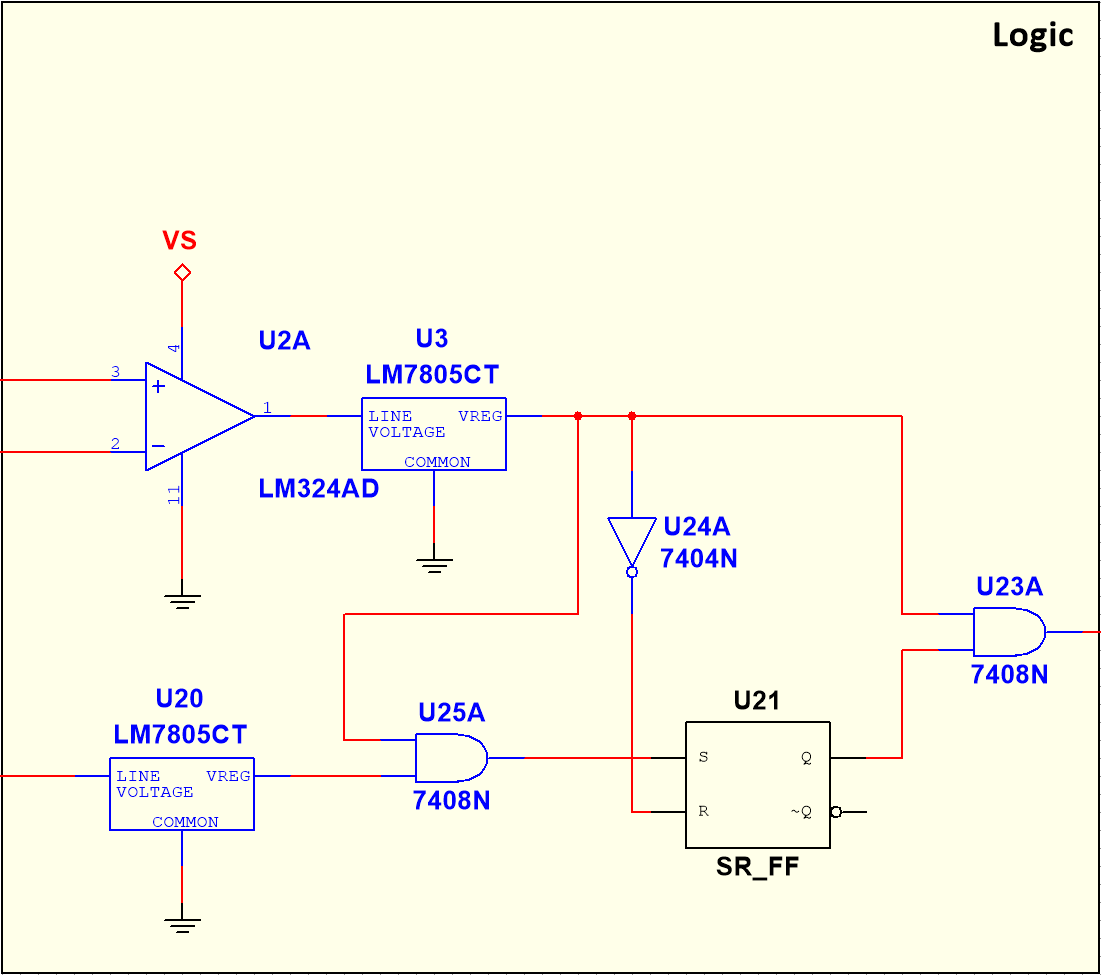 Logic
VS
4
U2A
U3
LM7805CT
3
+
1
LINE
VOLTAGE
VREG
COMMON
2
−
11
LM324AD
U24A
7404N
U23A
7408N
U20
LM7805CT
LINE
VOLTAGE
VREG
COMMON
U25A
7408N
U21
S
Q
R
~Q
SR_FF